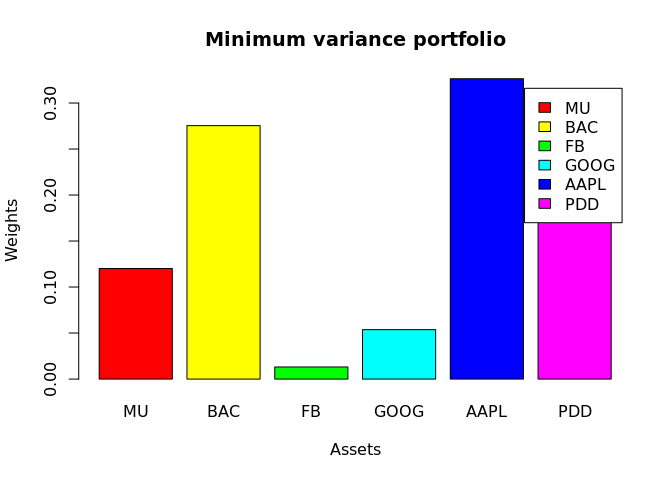 Minimum variance portfolio
Weights
0.30
0.20
0.10
0.00
MU
BAC
FB
GOOG
AAPL
PDD
MU BAC FB GOOG AAPL PDD
Assets